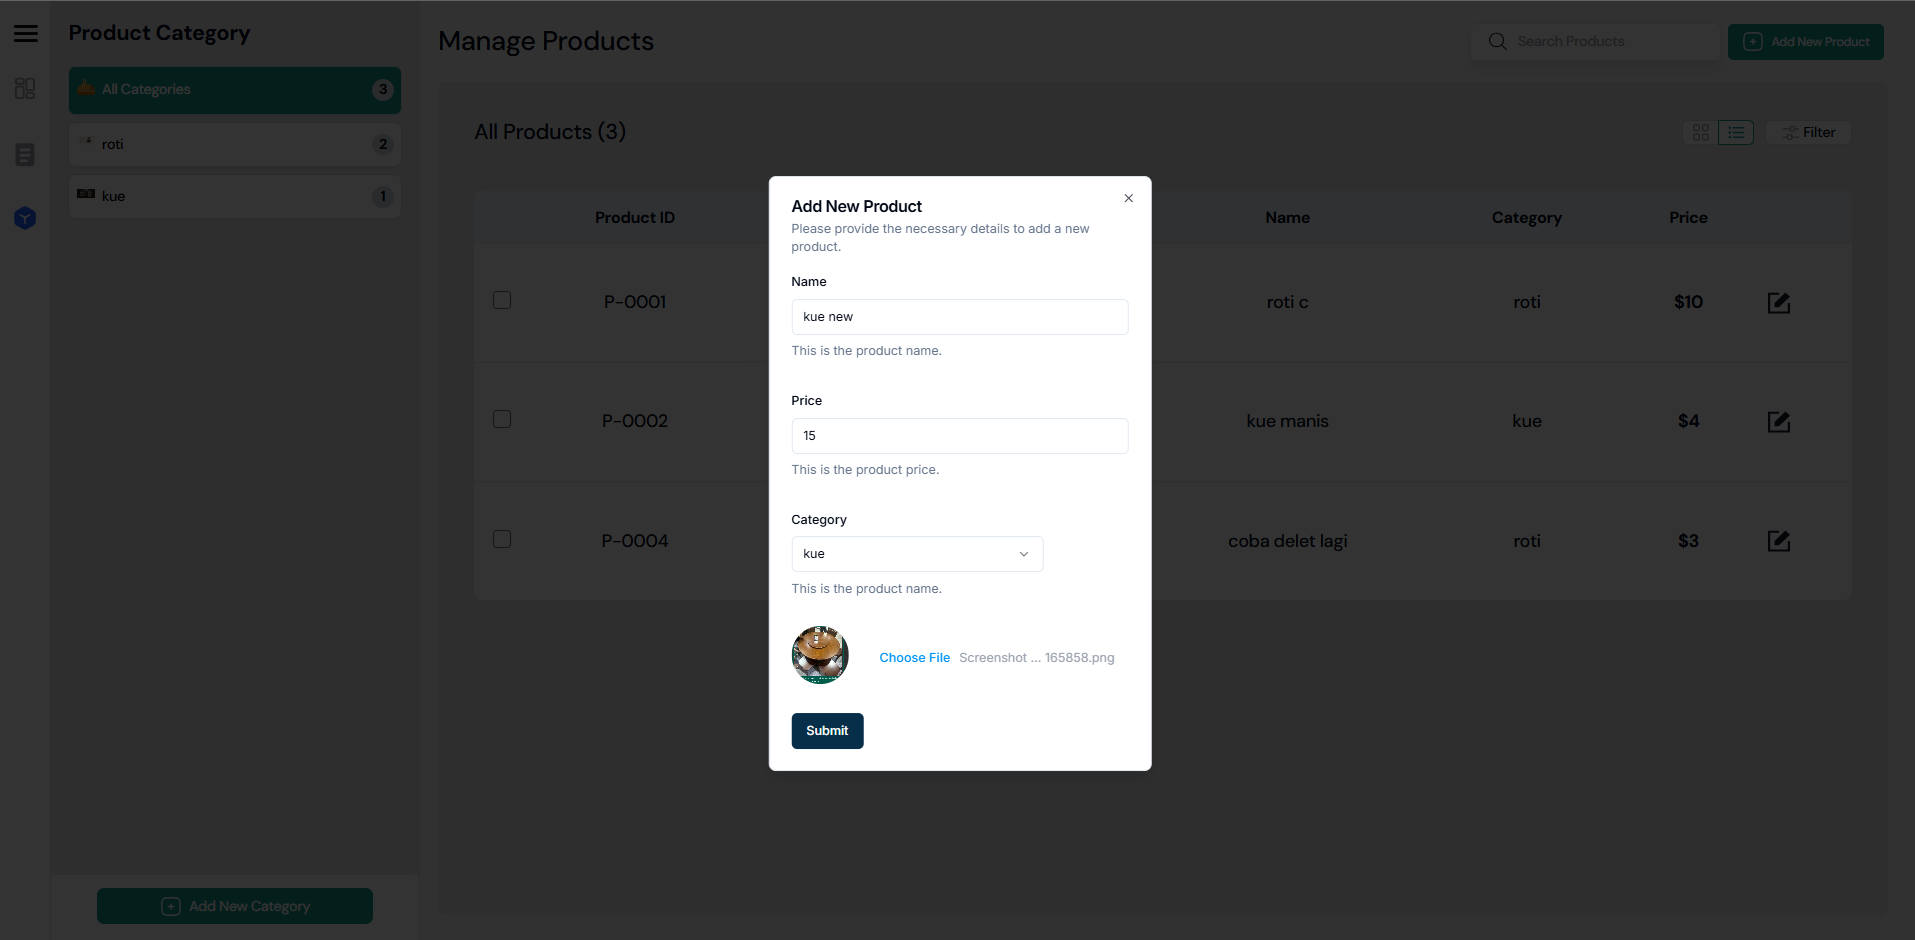 Product Category
All Categories
3
roti
2
kue
1
Add New Category
Manage Products
Search Products
Add New Product
All Products (3)
Filter
Product ID
Name
Category
Price
P-0001
roti c
roti
$10
P-0002
kue manis
kue
$4
P-0004
coba delet lagi
roti
$3
Add New Product
Please provide the necessary details to add a new
product.
Name
kue new
This is the product name.
Price
15
This is the product price.
Category
kue
This is the product name.
Choose File Screenshot ... 165858.png
Submit